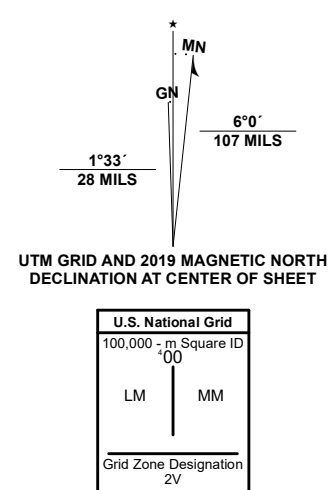 ★
MN
GN
6°0´
107 MILS
1°33´
28 MILS
UTM GRID AND 2019 MAGNETIC NORTH
DECLINATION AT CENTER OF SHEET
U.S. National Grid
100,000 - m Square ID
⁴00
LM MM
Grid Zone Designation
2V